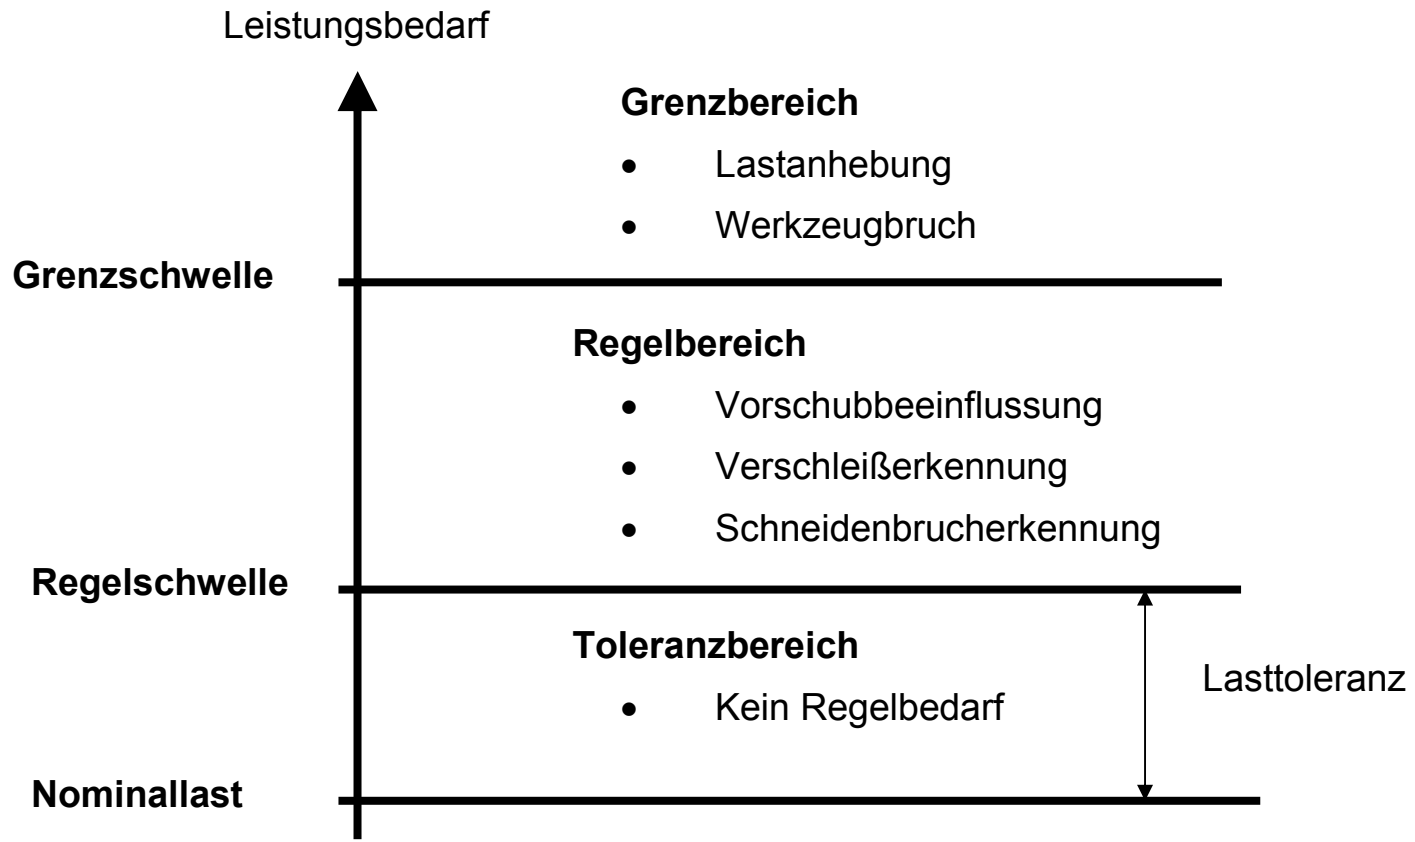 Leistungsbedarf
Grenzbereich
• Lastanhebung
• Werkzeugbruch
Grenzschwelle
Regelbereich
• Vorschubbeeinflussung
• Verschleißerkennung
• Schneidenbrucherkennung
Regelschwelle
Toleranzbereich
Lasttoleranz
• Kein Regelbedarf
Nominallast